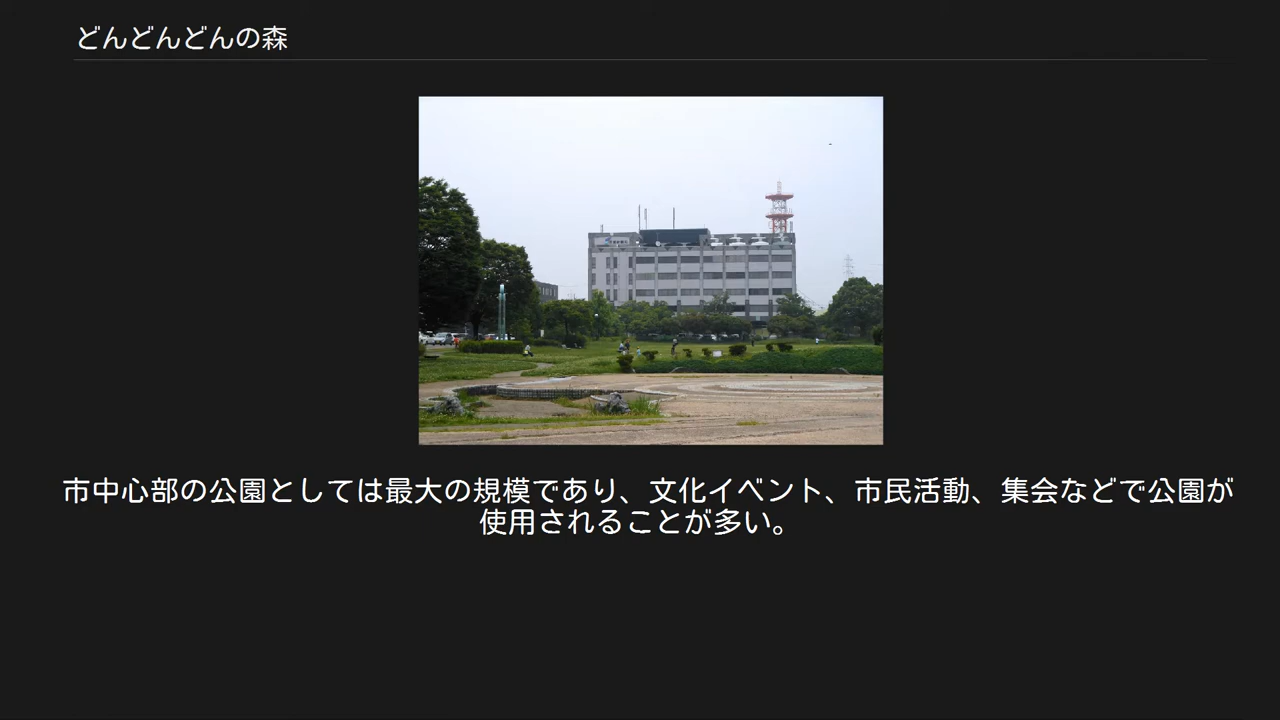 どんどんどんの森
市中心部の公園としては最大の規模であり、文化イベント、市民活動、集会などで公園が
使用されることが多い。